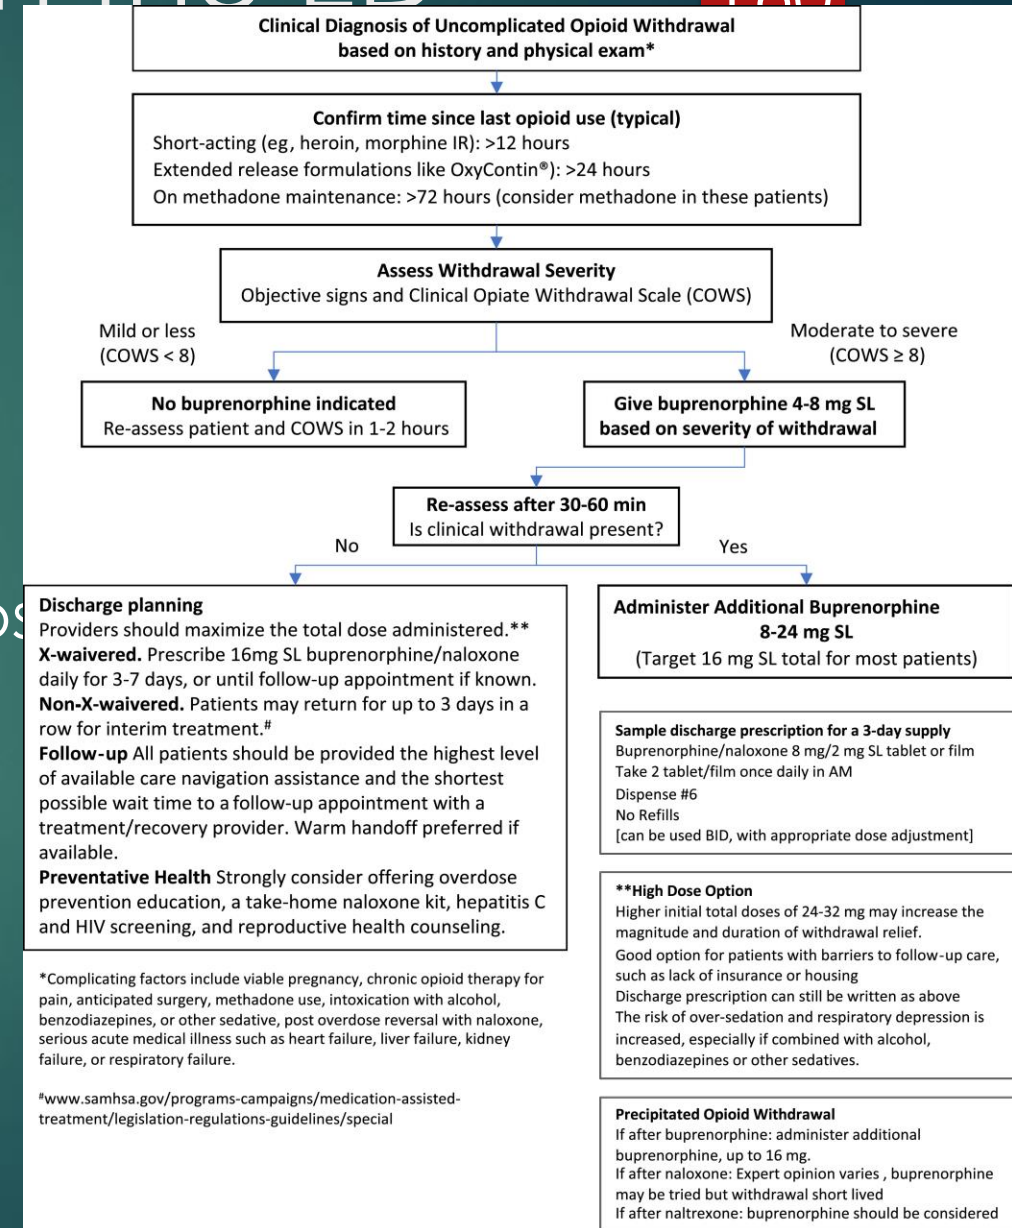 Clinical Diagnosis of Uncomplicated Opioid Withdrawal
based on history and physical exam*
Confirm time since last opioid use (typical)
Short-acting (eg, heroin, morphine IR): >12 hours
Extended release formulations like OxyContin®): >24 hours
On methadone maintenance: >72 hours (consider methadone in these patients)
Assess Withdrawal Severity
Objective signs and Clinical Opiate Withdrawal Scale (COWS)
Mild or less
(COWS < 8)
Moderate to severe
(COWS ≥ 8)
No buprenorphine indicated
Re-assess patient and COWS in 1-2 hours
Give buprenorphine 4-8 mg SL
based on severity of withdrawal
Re-assess after 30-60 min
Is clinical withdrawal present?
No
Yes
Discharge planning
Providers should maximize the total dose administered.**
X-waivered. Prescribe 16mg SL buprenorphine/naloxone
daily for 3-7 days, or until follow-up appointment if known.
Non-X-waivered. Patients may return for up to 3 days in a
row for interim treatment.#
Follow-up All patients should be provided the highest level
of available care navigation assistance and the shortest
possible wait time to a follow-up appointment with a
treatment/recovery provider. Warm handoff preferred if
available.
Preventative Health Strongly consider offering overdose
prevention education, a take-home naloxone kit, hepatitis C
and HIV screening, and reproductive health counseling.
Administer Additional Buprenorphine
8-24 mg SL
(Target 16 mg SL total for most patients)
Sample discharge prescription for a 3-day supply
Buprenorphine/naloxone 8 mg/2 mg SL tablet or film
Take 2 tablet/film once daily in AM
Dispense #6
No Refills
[can be used BID, with appropriate dose adjustment]
**High Dose Option
Higher initial total doses of 24-32 mg may increase the
magnitude and duration of withdrawal relief.
Good option for patients with barriers to follow-up care,
such as lack of insurance or housing
Discharge prescription can still be written as above
The risk of over-sedation and respiratory depression is
increased, especially if combined with alcohol,
benzodiazepines or other sedatives.
*Complicating factors include viable pregnancy, chronic opioid therapy for
pain, anticipated surgery, methadone use, intoxication with alcohol,
benzodiazepines, or other sedative, post overdose reversal with naloxone,
serious acute medical illness such as heart failure, liver failure, kidney
failure, or respiratory failure.
#www.samhsa.gov/programs-campaigns/medication-assisted-
treatment/legislation-regulations-guidelines/special
Precipitated Opioid Withdrawal
If after buprenorphine: administer additional
buprenorphine, up to 16 mg.
If after naloxone: Expert opinion varies , buprenorphine
may be tried but withdrawal short lived
If after naltrexone: buprenorphine should be considered